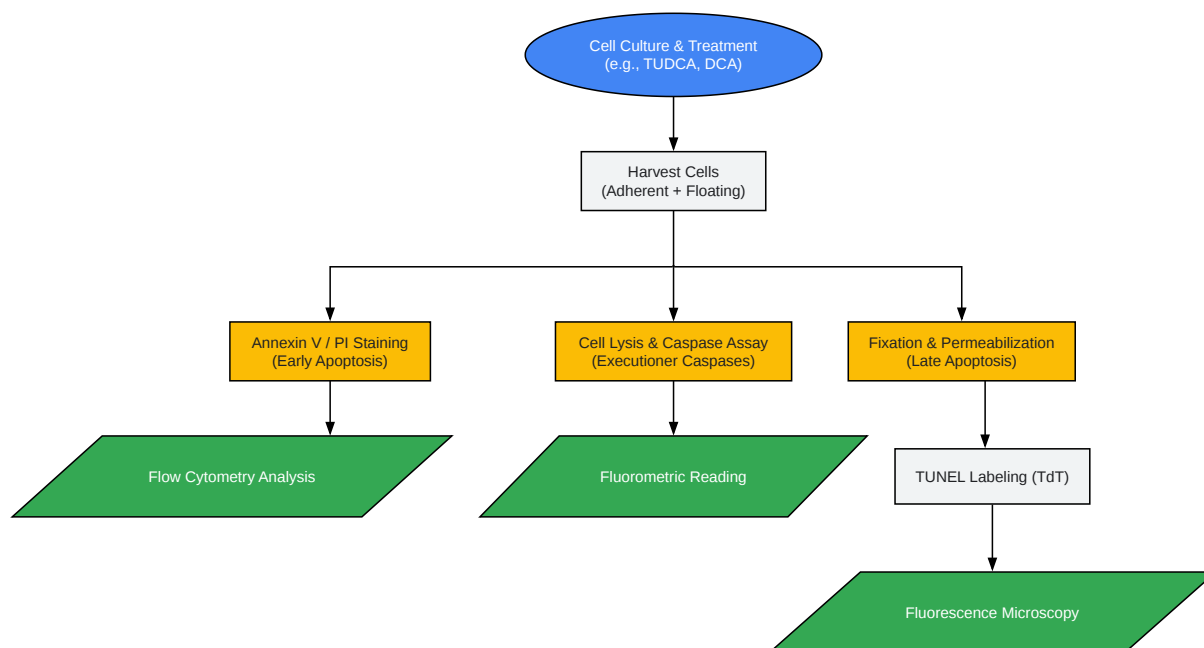 Cell Culture & Treatment
(e.g., TUDCA, DCA)
Harvest Cells
(Adherent + Floating)
Annexin V / PI Staining
(Early Apoptosis)
Cell Lysis & Caspase Assay
(Executioner Caspases)
Fixation & Permeabilization
(Late Apoptosis)
Flow Cytometry Analysis
Fluorometric Reading
TUNEL Labeling (TdT)
Fluorescence Microscopy